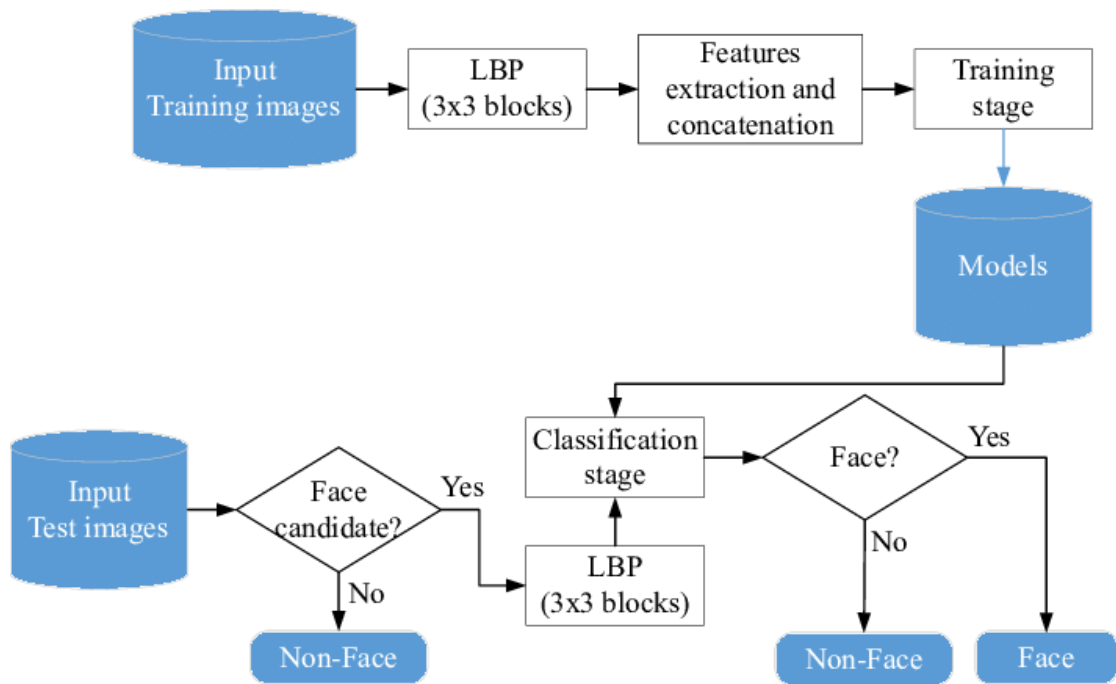 Input
Training images
LBP
(3x3 blocks)
Features
extraction and
concatenation
Training
stage
Models
Input
Test images
Face
candidate?
Yes
No
Non-Face
LBP
(3x3 blocks)
Classification
stage
Face?
Yes
No
Non-Face
Face